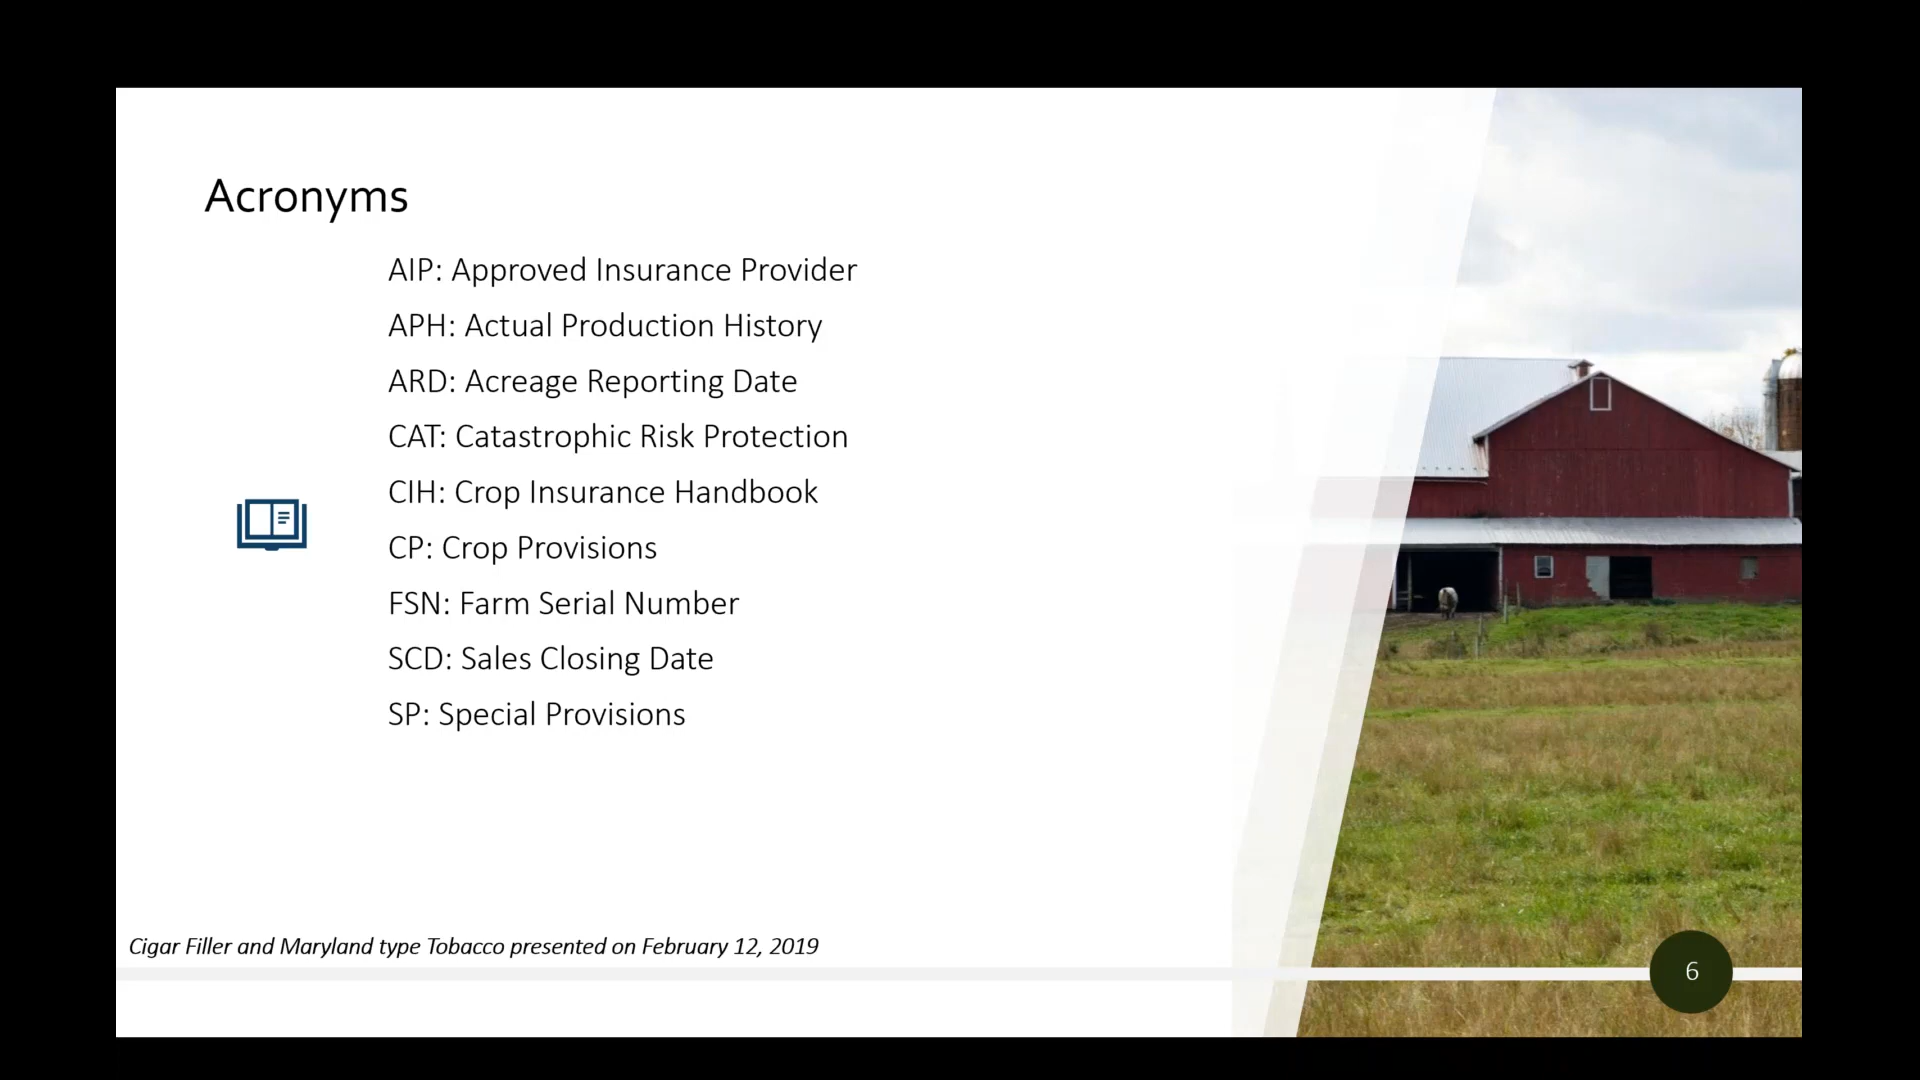 Acronyms
AIP: Approved Insurance Provider
APH: Actual Production History
ARD: Acreage Reporting Date
CAT: Catastrophic Risk Protection
CIH: Crop Insurance Handbook
CP: Crop Provisions
FSN: Farm Serial Number
SCD: Sales Closing Date
SP: Special Provisions
Cigar Filler and Maryland type Tobacco presented on February 12, 2019
6